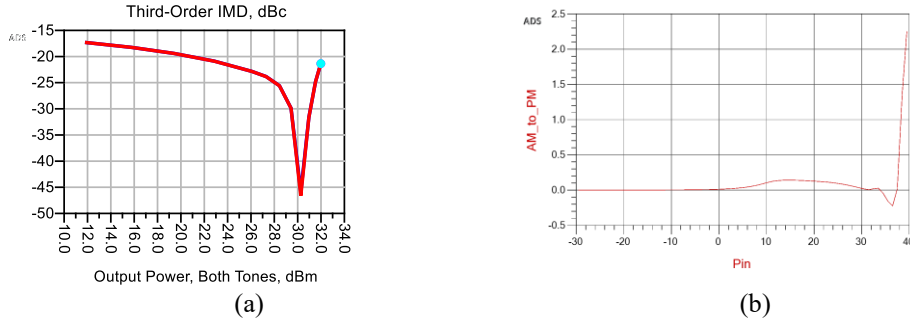 Third-Order IMD, dBc
ADS
-15
-20
-25
-30
-35
-40
-45
-50
10.0 12.0 14.0 16.0 18.0 20.0 22.0 24.0 26.0 28.0 30.0 32.0 34.0
Output Power, Both Tones, dBm
(a)
ADS
AM_to_PM
2.5
2.0
1.5
1.0
0.5
0.0
-0.5
-30 -20 -10 0 10 20 30 40
Pin
(b)